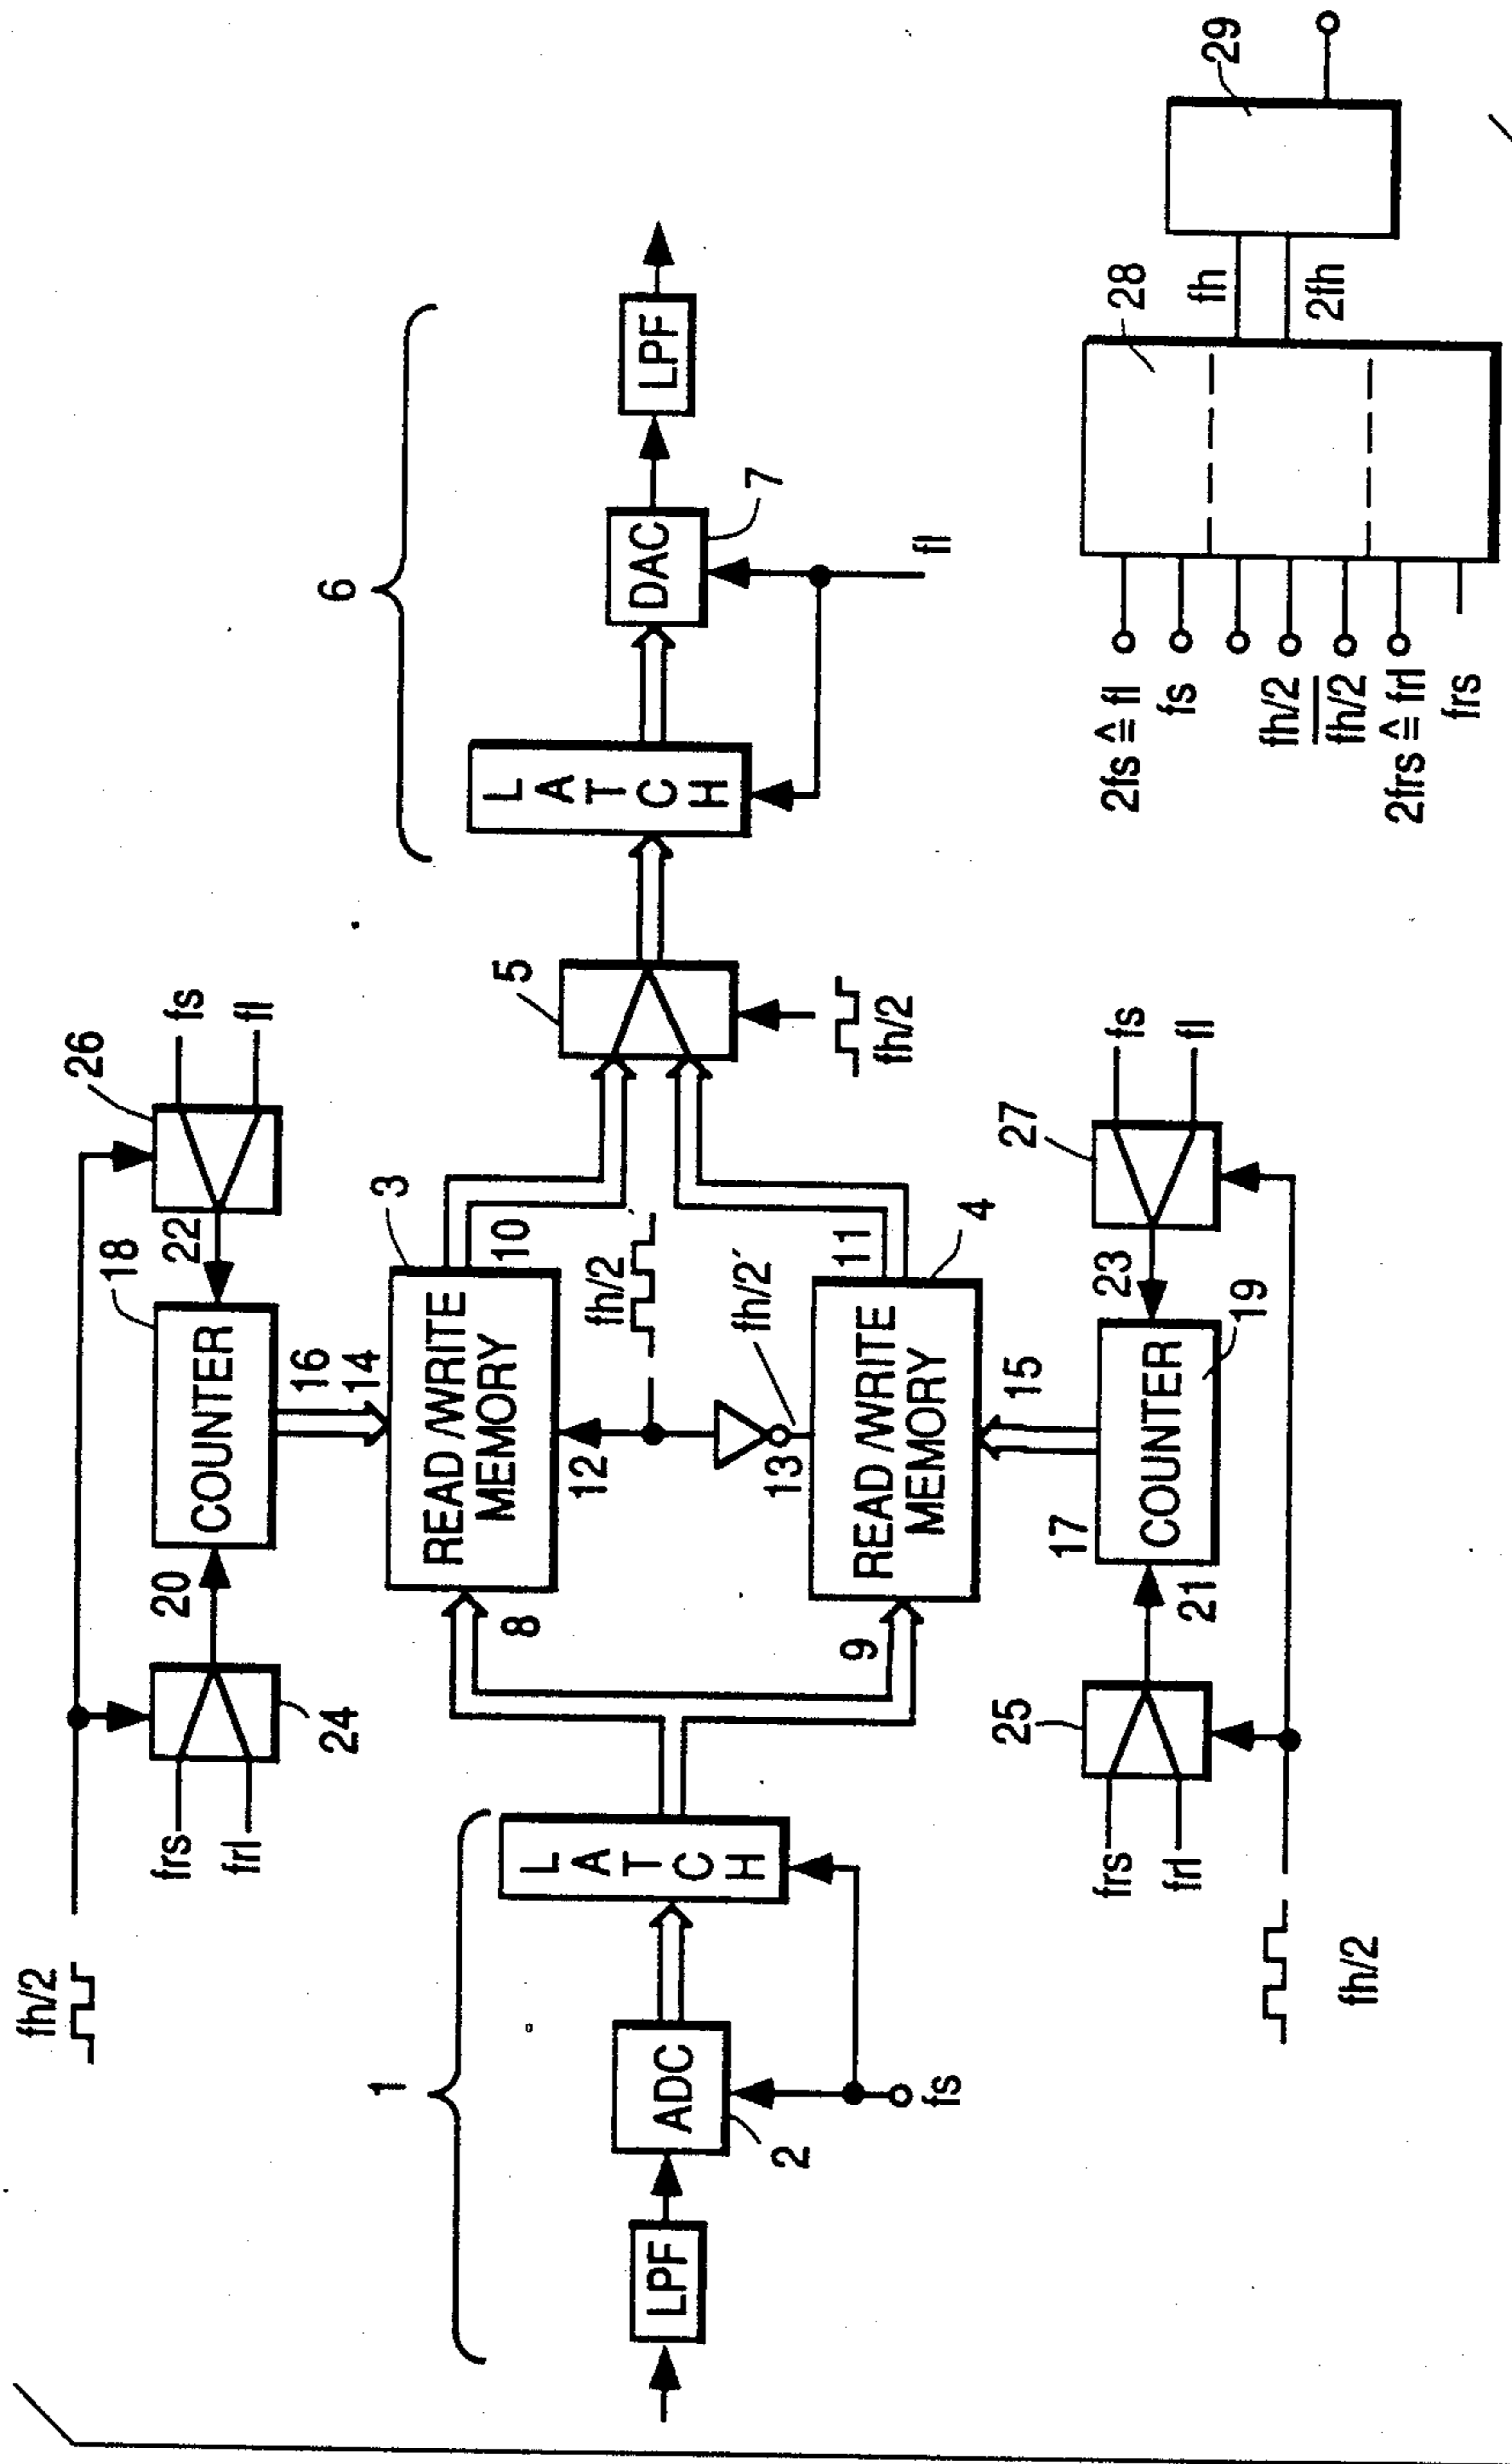 fh/2
26
fs
fl
22
18
COUNTER
20
24
frs
frl
16
14
3
READ/WRITE
MEMORY
10
12
fh/2
8
1
LPF
ADC
2
fs
LATCH
9
13
fh/2´
READ/WRITE
MEMORY
11
4
5
fh/2
6
LATCH
DAC
7
fl
LPF
15
17
COUNTER
19
21
23
25
frs
frl
27
fs
fl
fh/2
2fs ≙ fl
fs
fh/2
f̅h̅/̅2̅
2frs ≙ frl
frs
28
fh
2fh
29